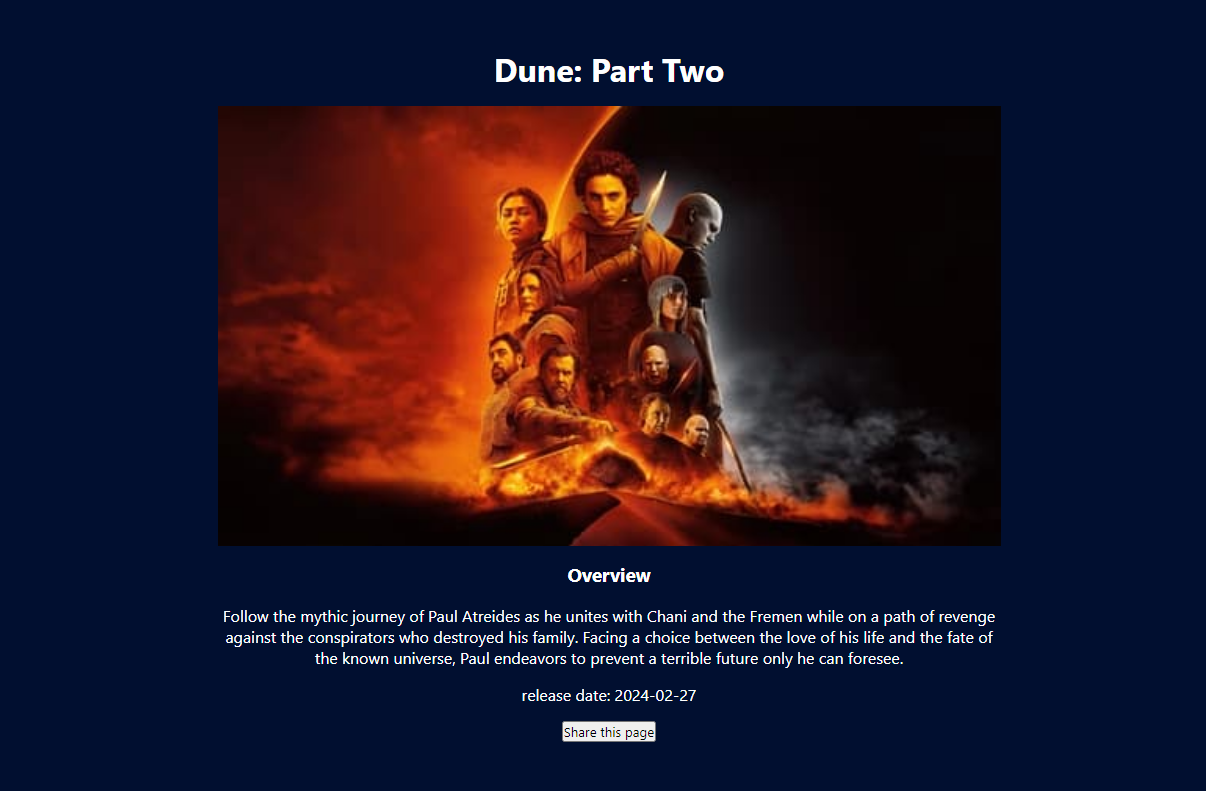 Dune: Part Two
Overview
Follow the mythic journey of Paul Atreides as he unites with Chani and the Fremen while on a path of revenge
against the conspirators who destroyed his family. Facing a choice between the love of his life and the fate of
the known universe, Paul endeavors to prevent a terrible future only he can foresee.
release date: 2024-02-27
Share this page